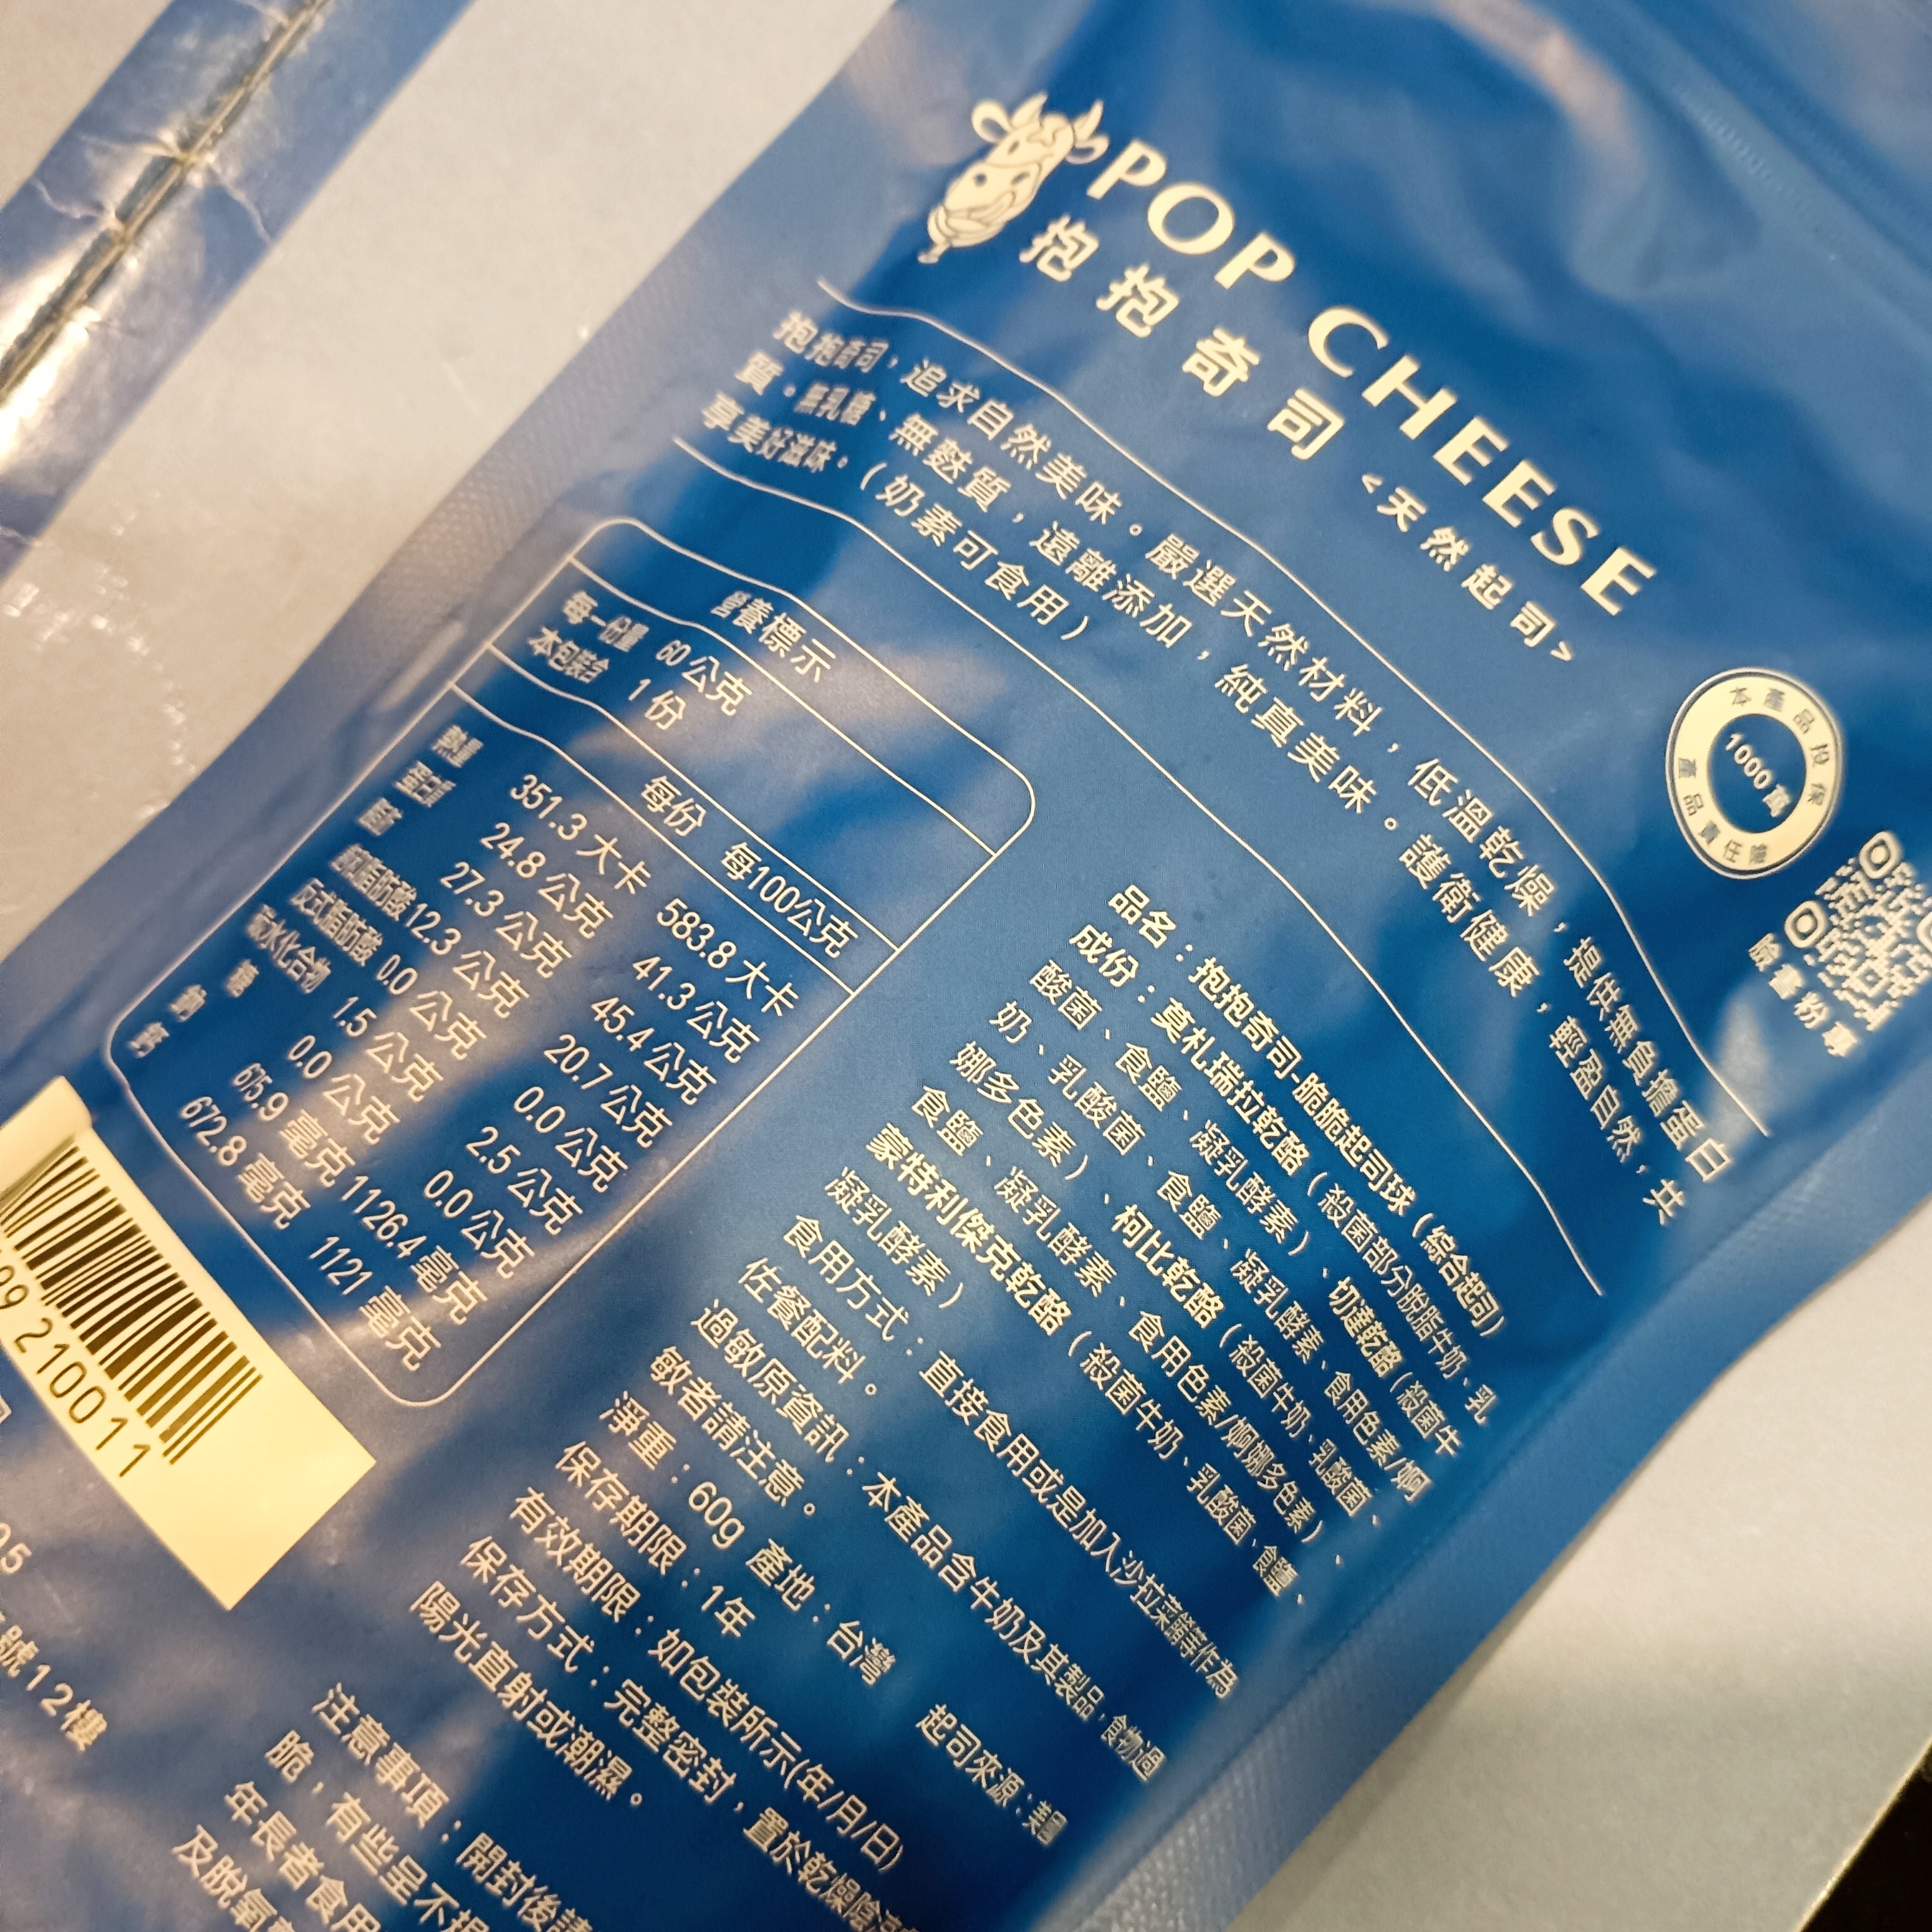 POP CHEESE
抱抱奇司<天然起司>
本產品投保
1000萬
產品責任險
臉書粉專
抱抱奇司，追求自然美味。嚴選天然材料，低溫乾燥，提供無負擔蛋白
質。無乳糖、無麩質，遠離添加，純真美味。護衛健康，輕盈自然，共
享美好滋味。(奶素可食用)
營養標示
每一份量 60公克
本包裝含 1份
每份 每100公克
熱量 351.3大卡 583.8大卡
蛋白質 24.8公克 41.3公克
脂肪 27.3公克 45.4公克
飽和脂肪酸 12.3公克 20.7公克
反式脂肪酸 0.0公克 0.0公克
碳水化合物 1.5公克 2.5公克
糖 0.0公克 0.0公克
鈉 615.9毫克 1126.4毫克
鈣 672.8毫克 1121毫克
品名：抱抱奇司-脆脆起司球(綜合起司)
成份：莫札瑞拉乾酪(殺菌部分脫脂牛奶、乳
酸菌、食鹽、凝乳酵素)、切達乾酪(殺菌牛
奶、乳酸菌、食鹽、凝乳酵素、食用色素/婀
娜多色素)、柯比乾酪(殺菌牛奶、乳酸菌、
食鹽、凝乳酵素、食用色素/婀娜多色素)、
蒙特利傑克乾酪(殺菌牛奶、乳酸菌、食鹽、
凝乳酵素)
食用方式：直接食用或是加入沙拉菜餚等作為
佐餐配料。
過敏原資訊：本產品含牛奶及其製品，食物過
敏者請注意。
淨重：60g 產地：台灣 起司來源：美國
保存期限：1年
有效期限：如包裝所示(年/月/日)
保存方式：完整密封，置於乾燥陰
陽光直射或潮濕。
注意事項：開封後請
脆，有些呈不規
年長者食用
及脫氧
99 210011
號12樓